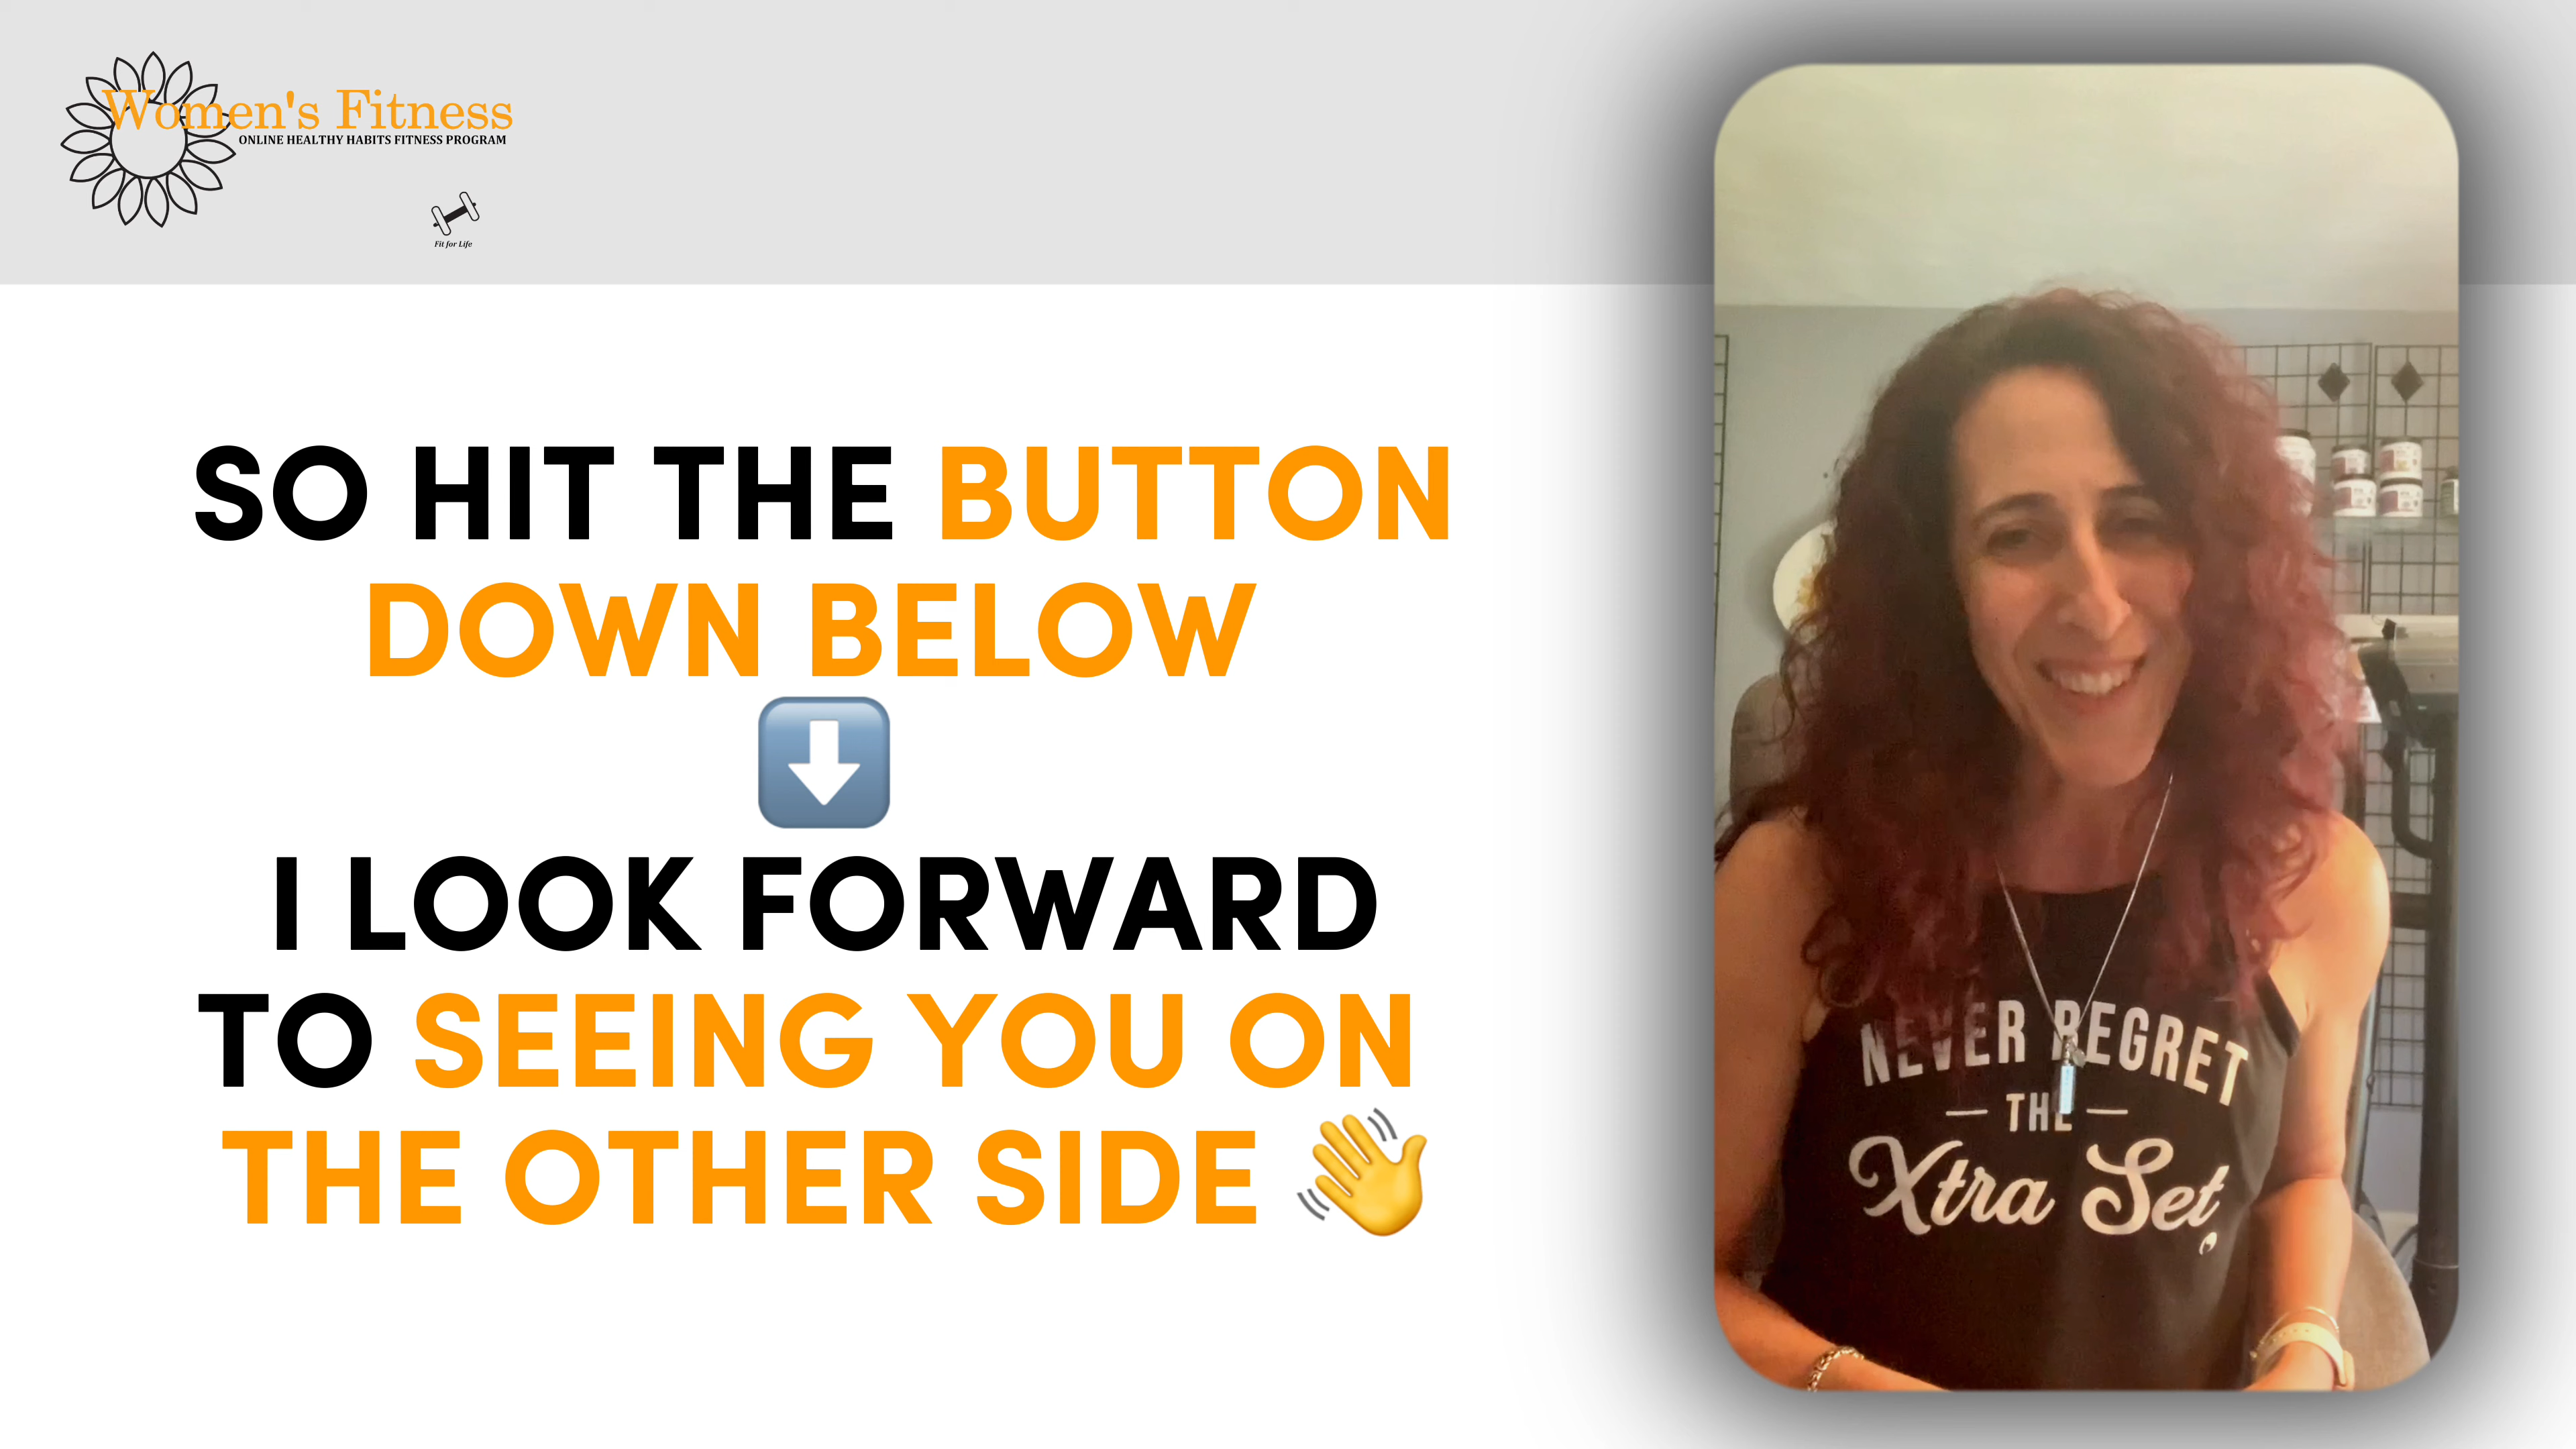 Women's Fitness
ONLINE HEALTHY HABITS FITNESS PROGRAM
Fit for Life
SO HIT THE BUTTON
DOWN BELOW
⬇️
I LOOK FORWARD
TO SEEING YOU ON
THE OTHER SIDE 👋
NEVER REGRET
— THE —
Xtra Set